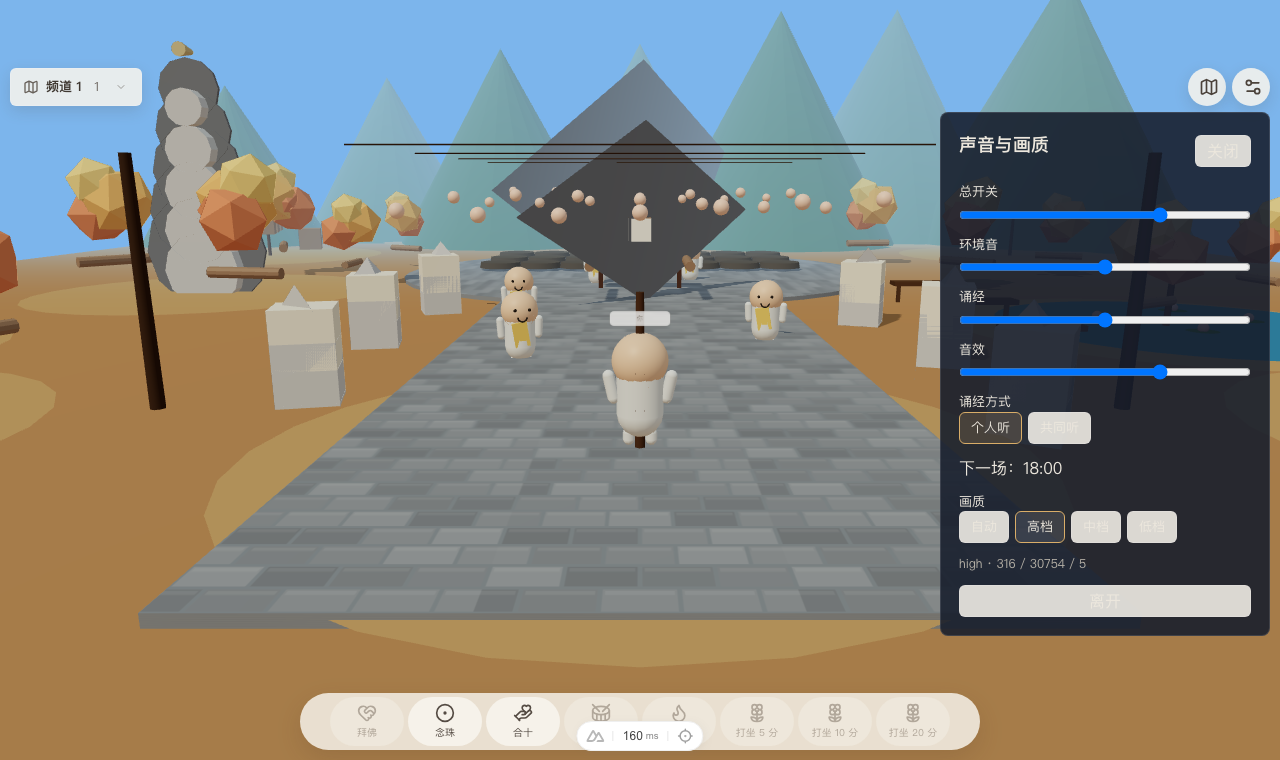 频道 1 1
声音与画质
关闭
总开关
环境音
诵经
音效
诵经方式
个人听 共同听
下一场：18:00
画质
自动 高档 中档 低档
high · 316 / 30754 / 5
离开
拜佛 念珠 合十 打坐 5 分 打坐 10 分 打坐 20 分
160 ms